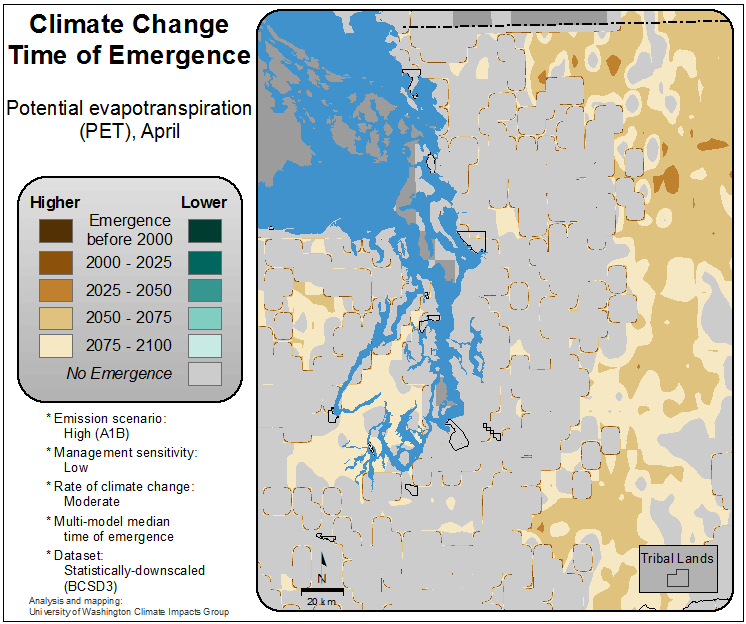 Climate Change
Time of Emergence
Potential evapotranspiration
(PET), April
Higher Lower
Emergence
before 2000
2000 - 2025
2025 - 2050
2050 - 2075
2075 - 2100
No Emergence
* Emission scenario:
High (A1B)
* Management sensitivity:
Low
* Rate of climate change:
Moderate
* Multi-model median
time of emergence
* Dataset:
Statistically-downscaled
(BCSD3)
Analysis and mapping:
University of Washington Climate Impacts Group
N
20 km
Tribal Lands